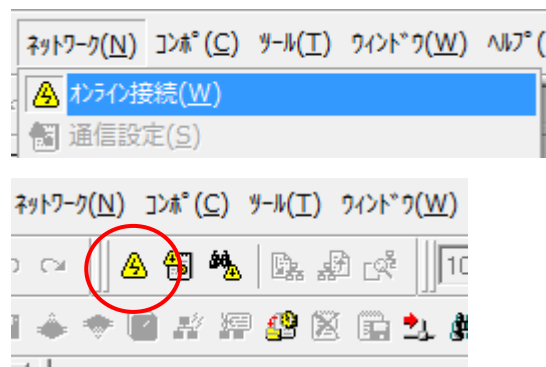 ﾈｯﾄﾜｰｸ(N) ｺﾝﾎﾟ(C) ﾂｰﾙ(T) ｳｨﾝﾄﾞｳ(W) ﾍﾙﾌﾟ(
ｵﾝﾗｲﾝ接続(W)
通信設定(S)
ﾈｯﾄﾜｰｸ(N) ｺﾝﾎﾟ(C) ﾂｰﾙ(T) ｳｨﾝﾄﾞｳ(W)
10